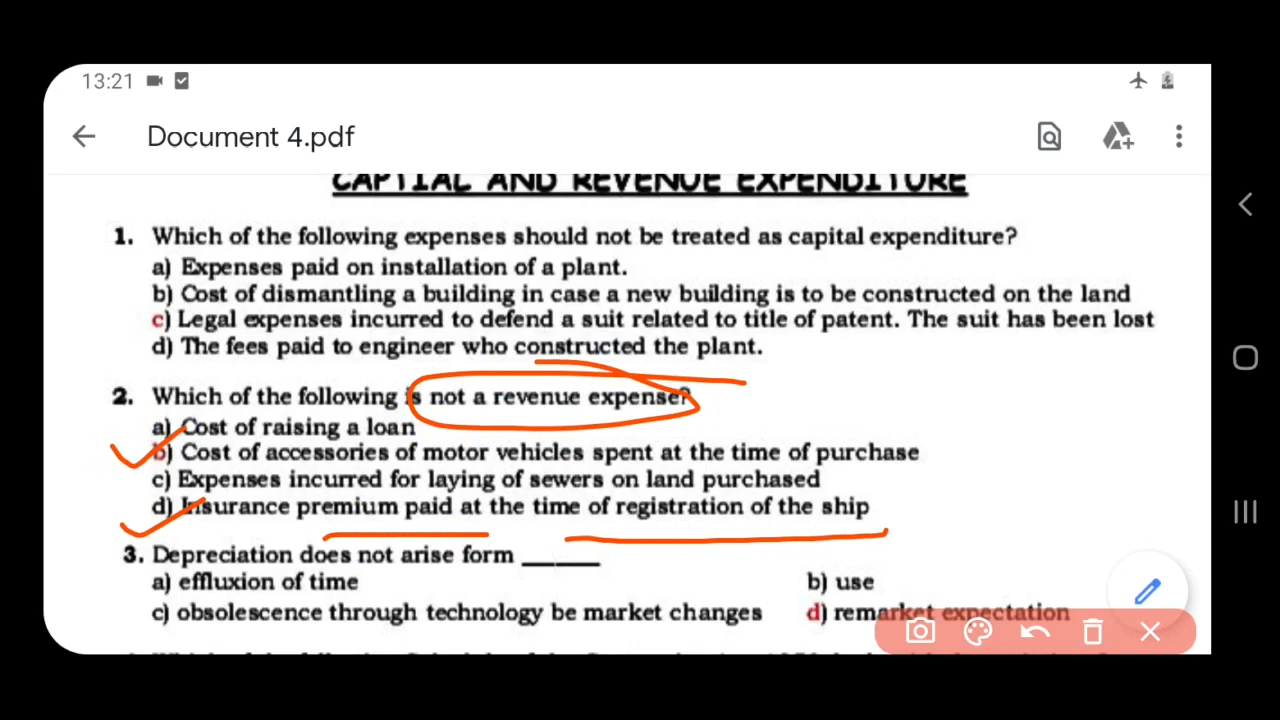 13:21
Document 4.pdf
CAPTIAL AND REVENUE EXPENDITURE
1. Which of the following expenses should not be treated as capital expenditure?
a) Expenses paid on installation of a plant.
b) Cost of dismantling a building in case a new building is to be constructed on the land
c) Legal expenses incurred to defend a suit related to title of patent. The suit has been lost
d) The fees paid to engineer who constructed the plant.
2. Which of the following is not a revenue expense?
a) Cost of raising a loan
b) Cost of accessories of motor vehicles spent at the time of purchase
c) Expenses incurred for laying of sewers on land purchased
d) Insurance premium paid at the time of registration of the ship
3. Depreciation does not arise form ______
a) effluxion of time b) use
c) obsolescence through technology be market changes d) remarket expectation